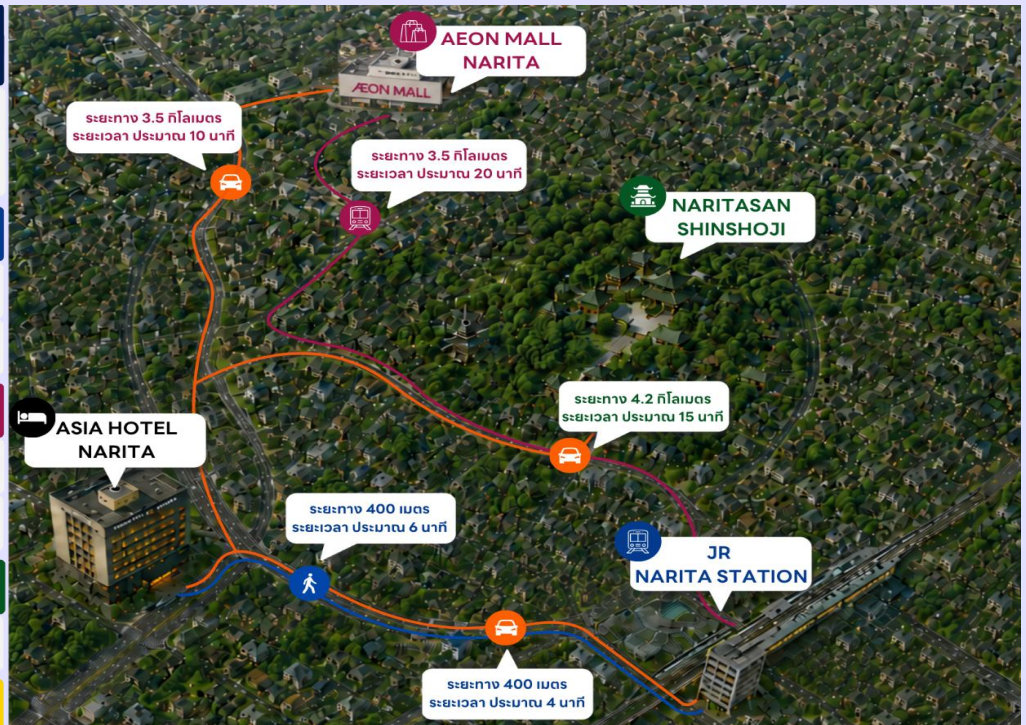 AEON MALL
NARITA
ÆON MALL
ระยะทาง 3.5 กิโลเมตร
ระยะเวลา ประมาณ 10 นาที
ระยะทาง 3.5 กิโลเมตร
ระยะเวลา ประมาณ 20 นาที
NARITASAN
SHINSHOJI
ระยะทาง 4.2 กิโลเมตร
ระยะเวลา ประมาณ 15 นาที
ASIA HOTEL
NARITA
ระยะทาง 400 เมตร
ระยะเวลา ประมาณ 6 นาที
JR
NARITA STATION
ระยะทาง 400 เมตร
ระยะเวลา ประมาณ 4 นาที